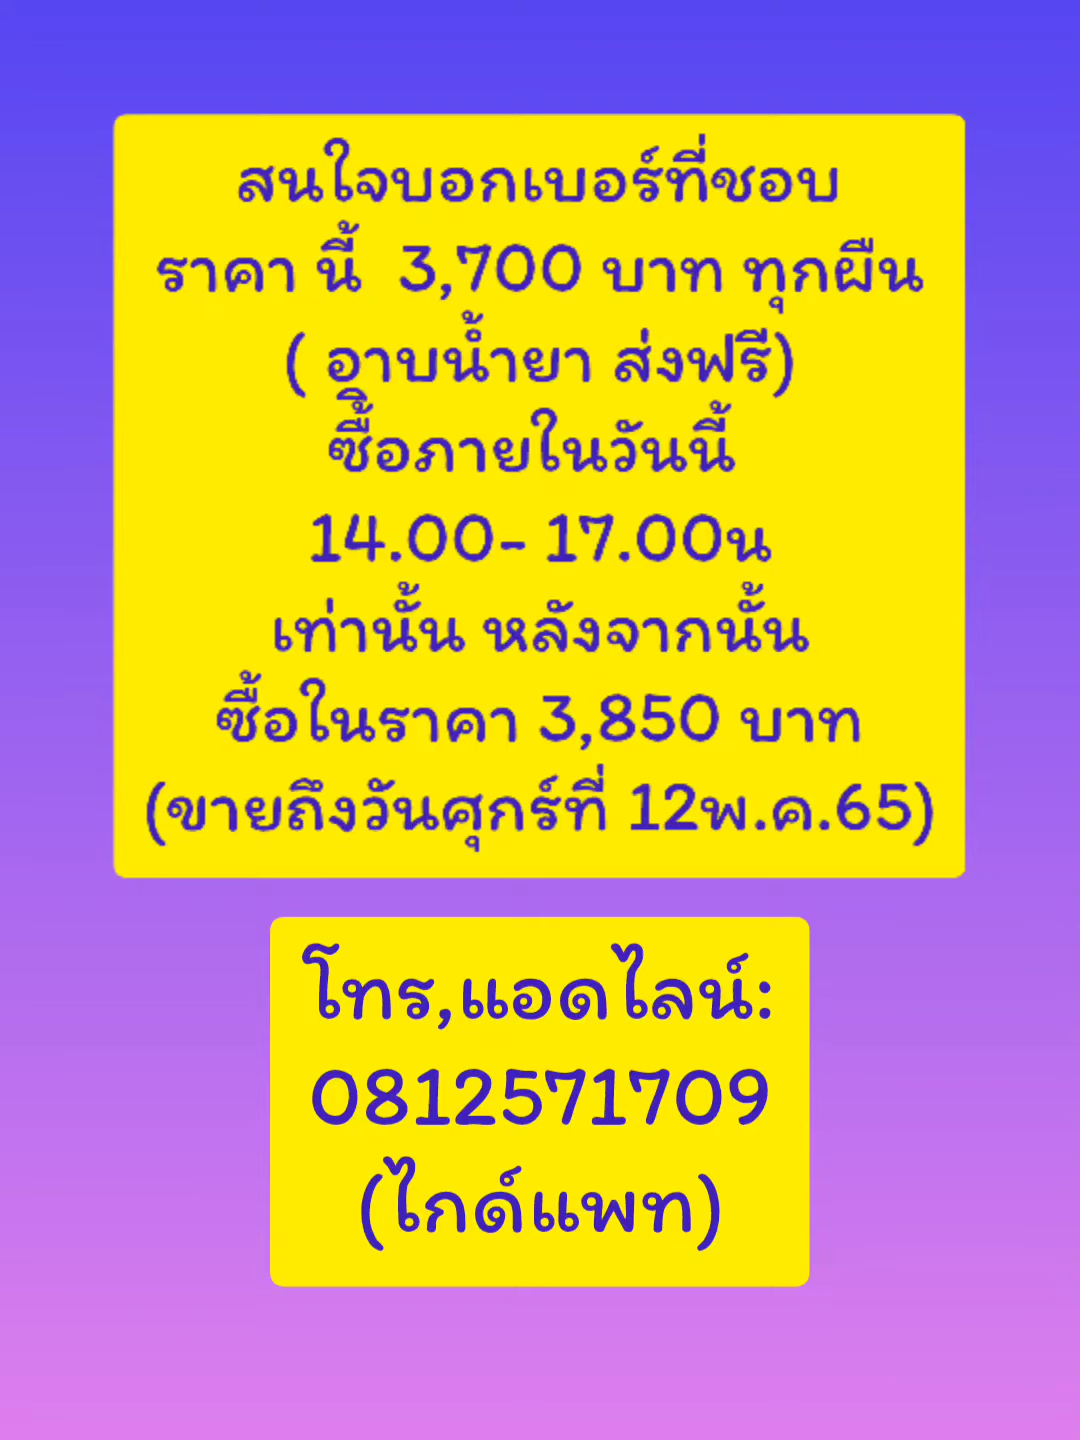 สนใจบอกเบอร์ที่ชอบ
ราคา นี้ 3,700 บาท ทุกผืน
( อาบน้ำยา ส่งฟรี)
ซื้ิอภายในวันนี้
14.00- 17.00น
เท่านั้น หลังจากนั้น
ซื้อในราคา 3,850 บาท
(ขายถึงวันศุกร์ที่ 12พ.ค.65)
โทร,แอดไลน์:
0812571709
(ไกด์แพท)